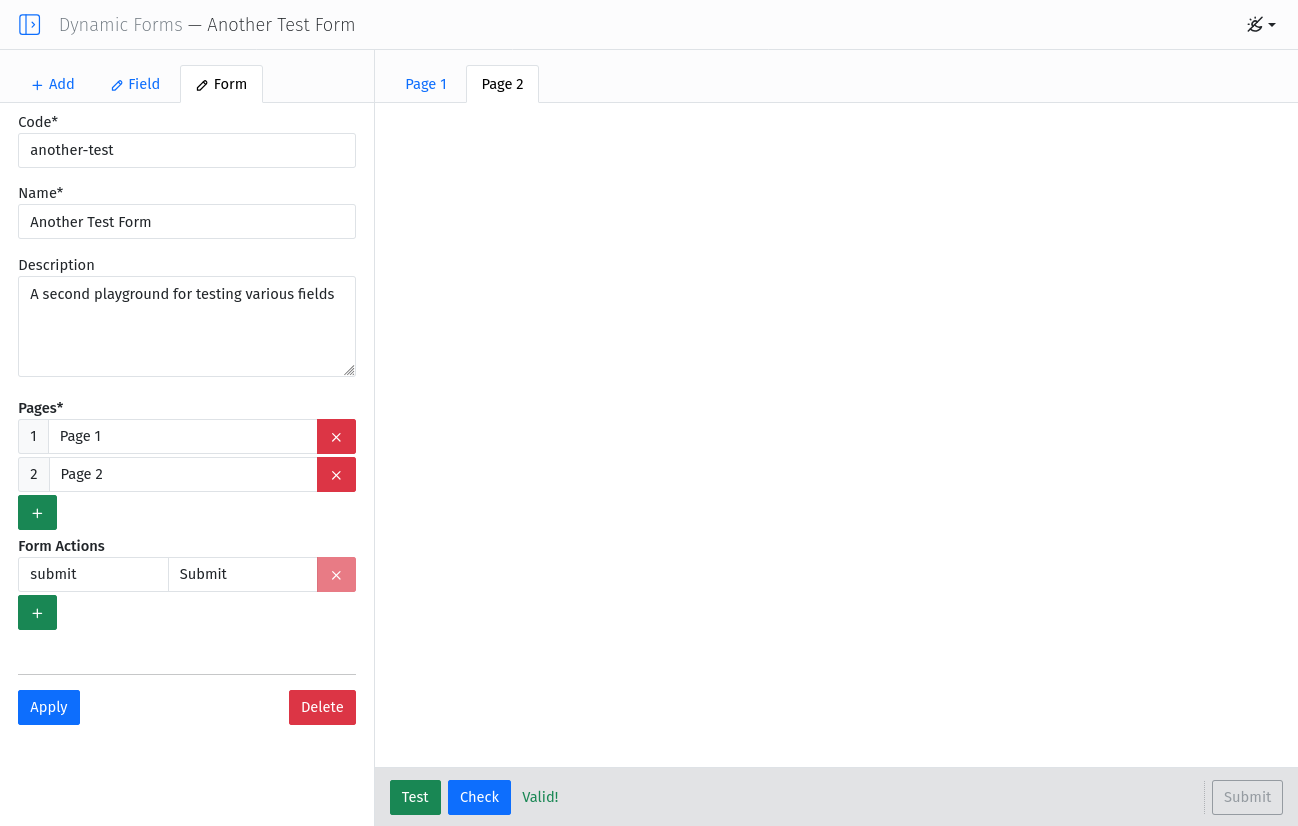 Dynamic Forms — Another Test Form
Add
Field
Form
Page 1
Page 2
Code*
another-test
Name*
Another Test Form
Description
A second playground for testing various fields
Pages*
1
Page 1
2
Page 2
Form Actions
submit
Submit
Apply
Delete
Test
Check
Valid!
Submit